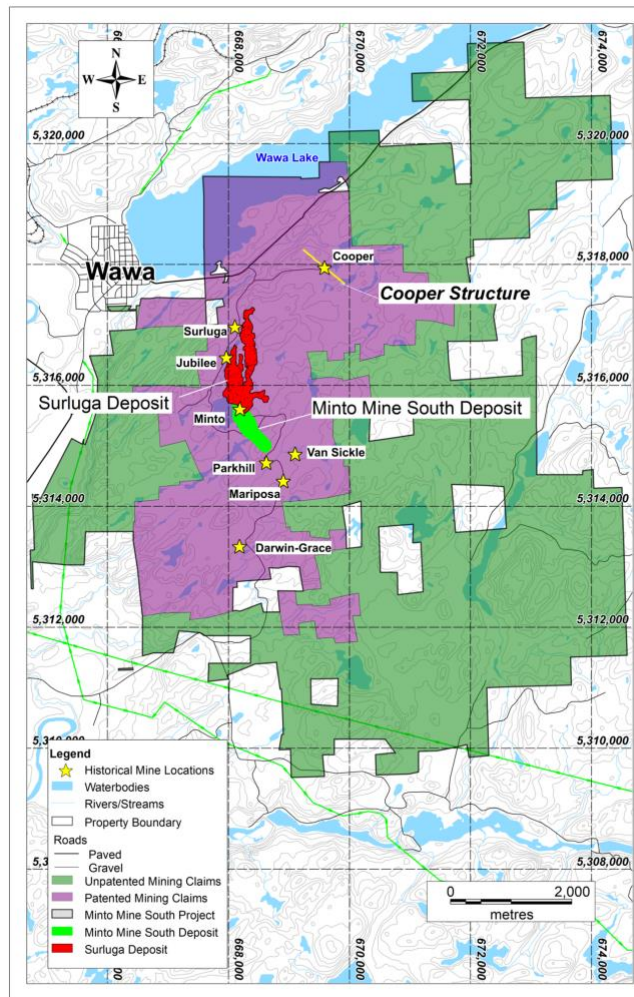 668,000
670,000
672,000
674,000
N
W E
S
5,320,000
5,320,000
Wawa Lake
5,318,000
Wawa
Cooper
Cooper Structure
Surluga
Jubilee
5,316,000
5,316,000
Surluga Deposit
Minto
Minto Mine South Deposit
Van Sickle
Parkhill
Mariposa
5,314,000
5,314,000
Darwin-Grace
5,312,000
5,312,000
5,310,000
5,310,000
Legend
Historical Mine Locations
Waterbodies
Rivers/Streams
Property Boundary
Roads
Paved
Gravel
Unpatented Mining Claims
Patented Mining Claims
Minto Mine South Project
Minto Mine South Deposit
Surluga Deposit
5,308,000
0 2,000
metres
668,000
670,000
672,000
674,000